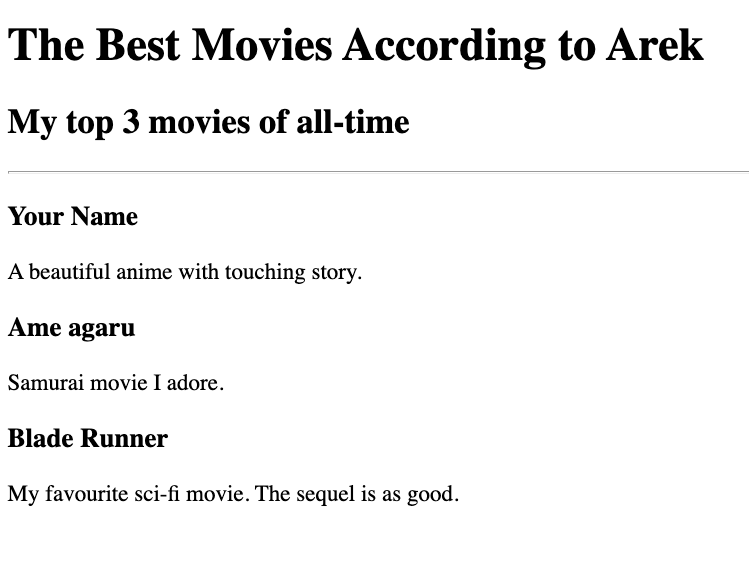 The Best Movies According to Arek
My top 3 movies of all-time
Your Name
A beautiful anime with touching story.
Ame agaru
Samurai movie I adore.
Blade Runner
My favourite sci-fi movie. The sequel is as good.